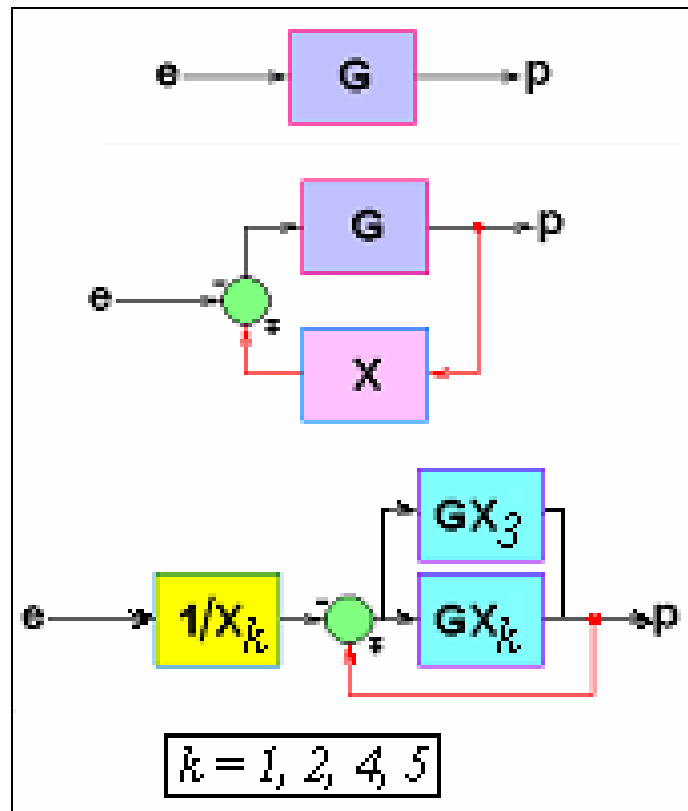 e G p
G p
- e
∓
X
GX3
e 1/Xk - GXk p
∓
k = 1, 2, 4, 5